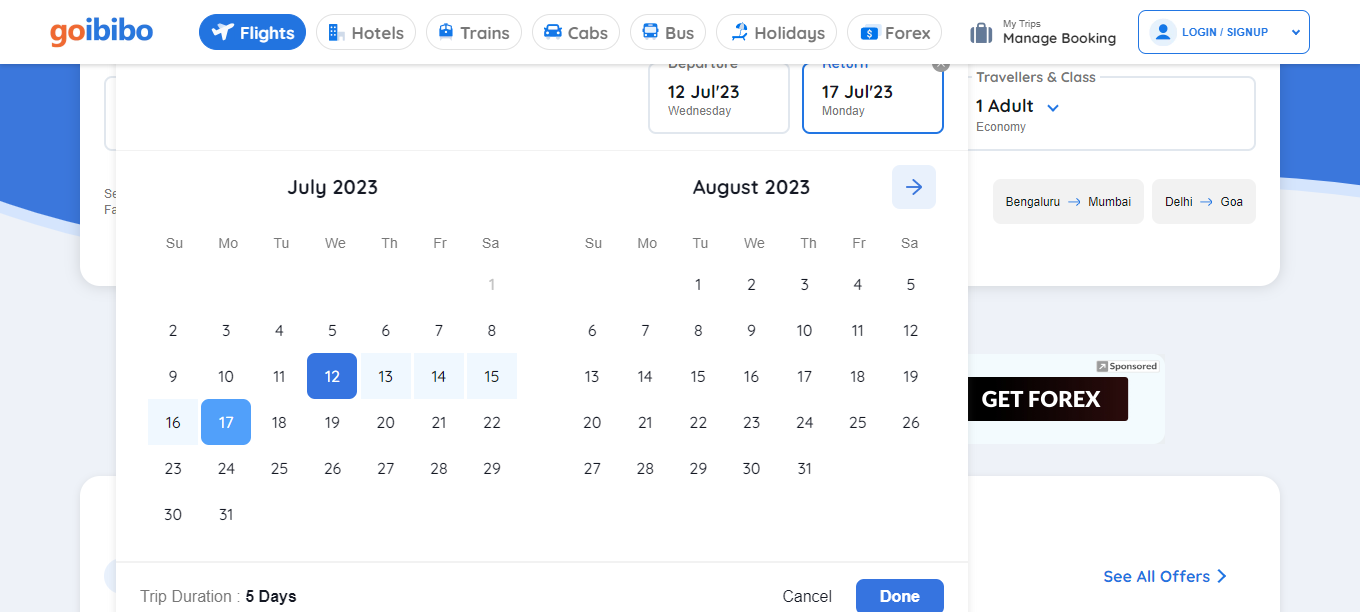 goibibo
Flights
Hotels
Trains
Cabs
Bus
Holidays
Forex
My Trips
Manage Booking
LOGIN / SIGNUP
Departure
12 Jul'23
Wednesday
Return
17 Jul'23
Monday
Travellers & Class
1 Adult
Economy
Se
Fa
July 2023
August 2023
Bengaluru → Mumbai
Delhi → Goa
Su Mo Tu We Th Fr Sa
1
2 3 4 5 6 7 8
9 10 11 12 13 14 15
16 17 18 19 20 21 22
23 24 25 26 27 28 29
30 31
Su Mo Tu We Th Fr Sa
1 2 3 4 5
6 7 8 9 10 11 12
13 14 15 16 17 18 19
20 21 22 23 24 25 26
27 28 29 30 31
Sponsored
GET FOREX
See All Offers
Trip Duration : 5 Days
Cancel
Done